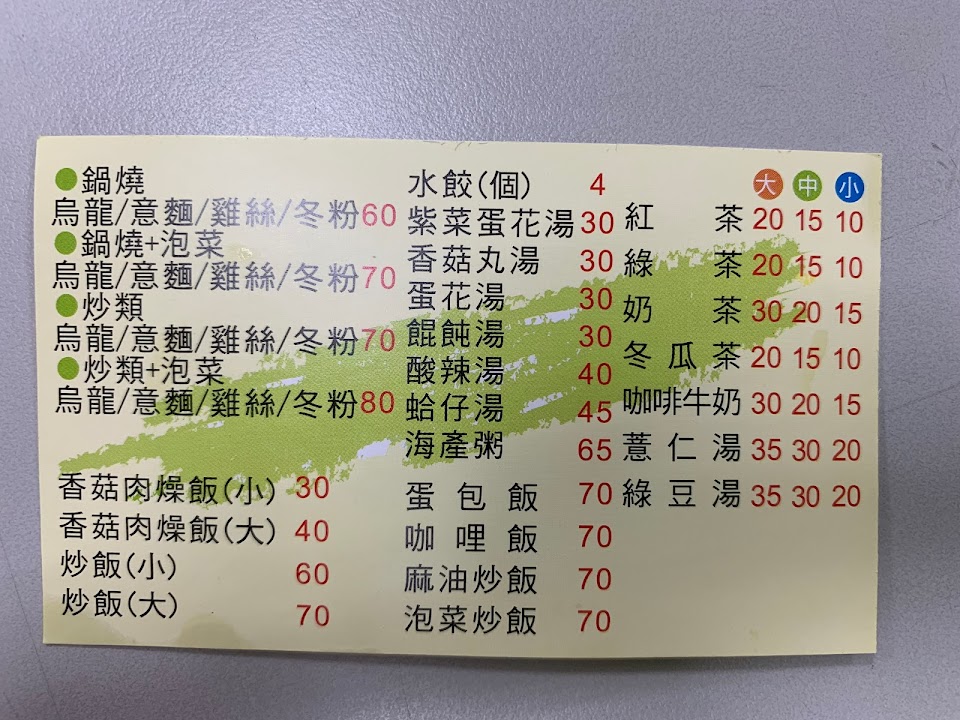 鍋燒
烏龍/意麵/雞絲/冬粉60
鍋燒+泡菜
烏龍/意麵/雞絲/冬粉70
炒類
烏龍/意麵/雞絲/冬粉70
炒類+泡菜
烏龍/意麵/雞絲/冬粉80
香菇肉燥飯(小) 30
香菇肉燥飯(大) 40
炒飯(小) 60
炒飯(大) 70
水餃(個) 4
紫菜蛋花湯 30
香菇丸湯 30
蛋花湯 30
餛飩湯 30
酸辣湯 40
蛤仔湯 45
海產粥 65
蛋包飯 70
咖哩飯 70
麻油炒飯 70
泡菜炒飯 70
大 中 小
紅茶 20 15 10
綠茶 20 15 10
奶茶 30 20 15
冬瓜茶 20 15 10
咖啡牛奶 30 20 15
薏仁湯 35 30 20
綠豆湯 35 30 20